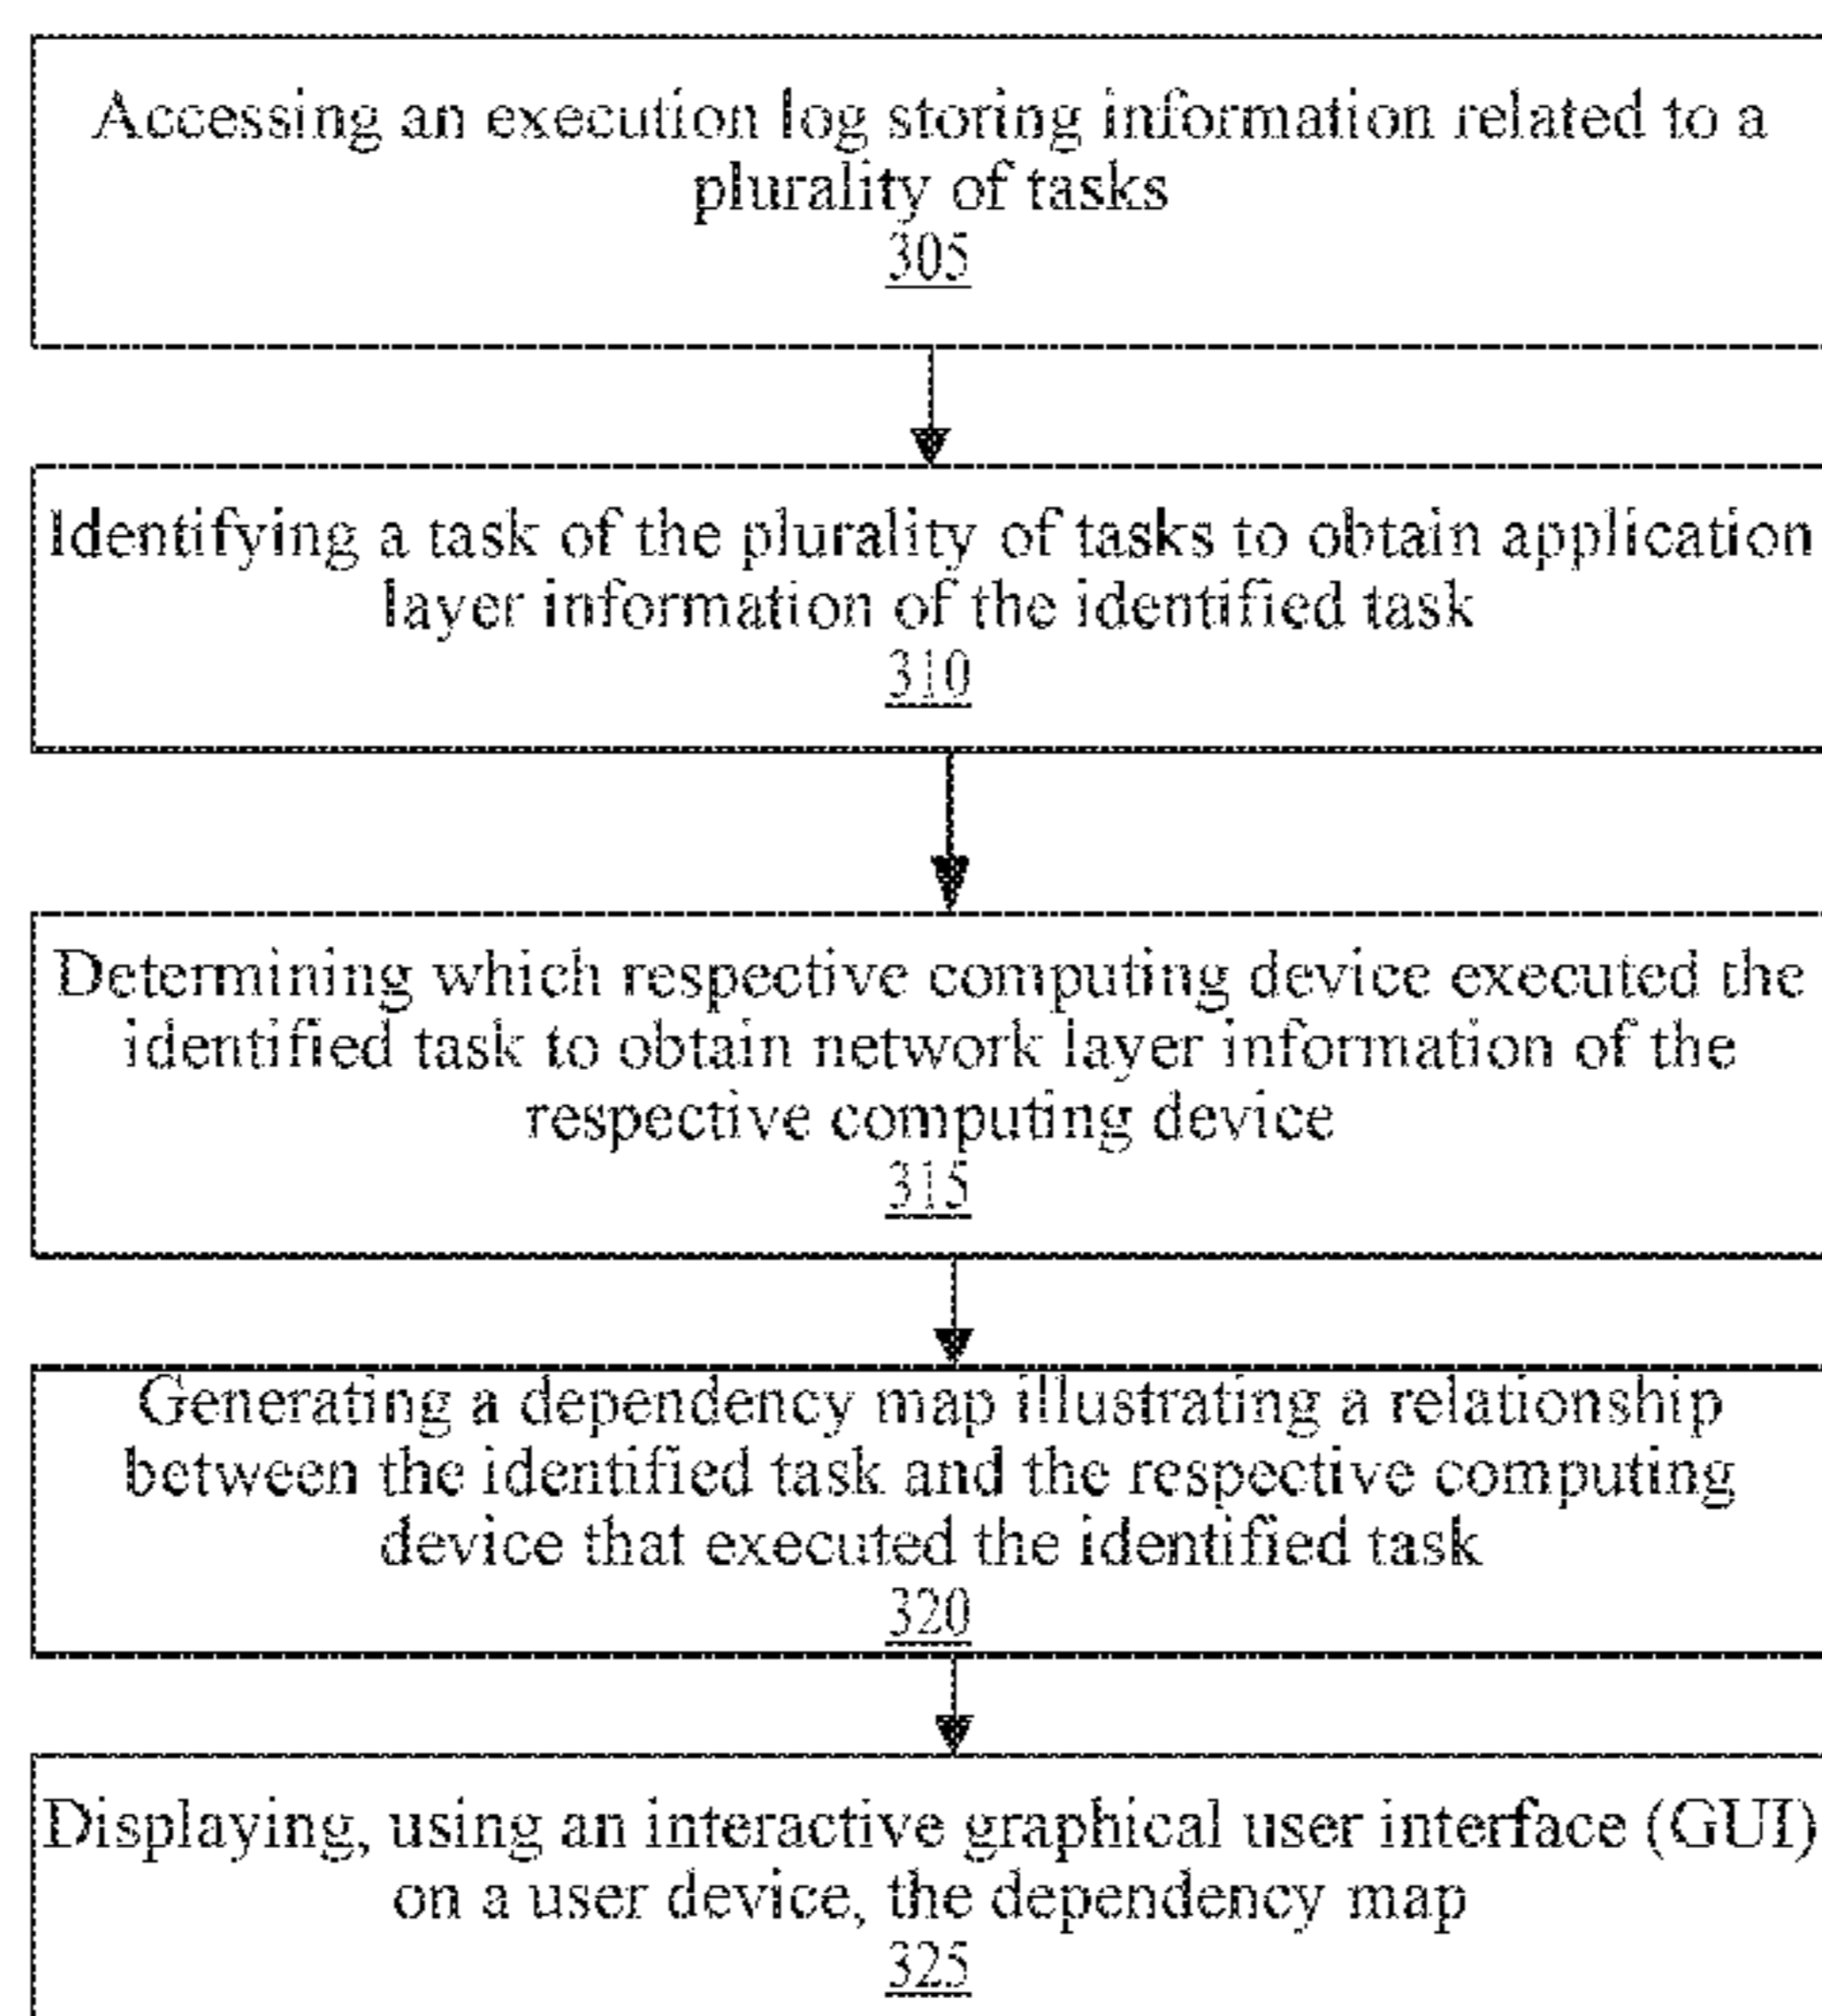 Accessing an execution log storing information related to a
plurality of tasks
305
Identifying a task of the plurality of tasks to obtain application
layer information of the identified task
310
Determining which respective computing device executed the
identified task to obtain network layer information of the
respective computing device
315
Generating a dependency map illustrating a relationship
between the identified task and the respective computing
device that executed the identified task
320
Displaying, using an interactive graphical user interface (GUI)
on a user device, the dependency map
325